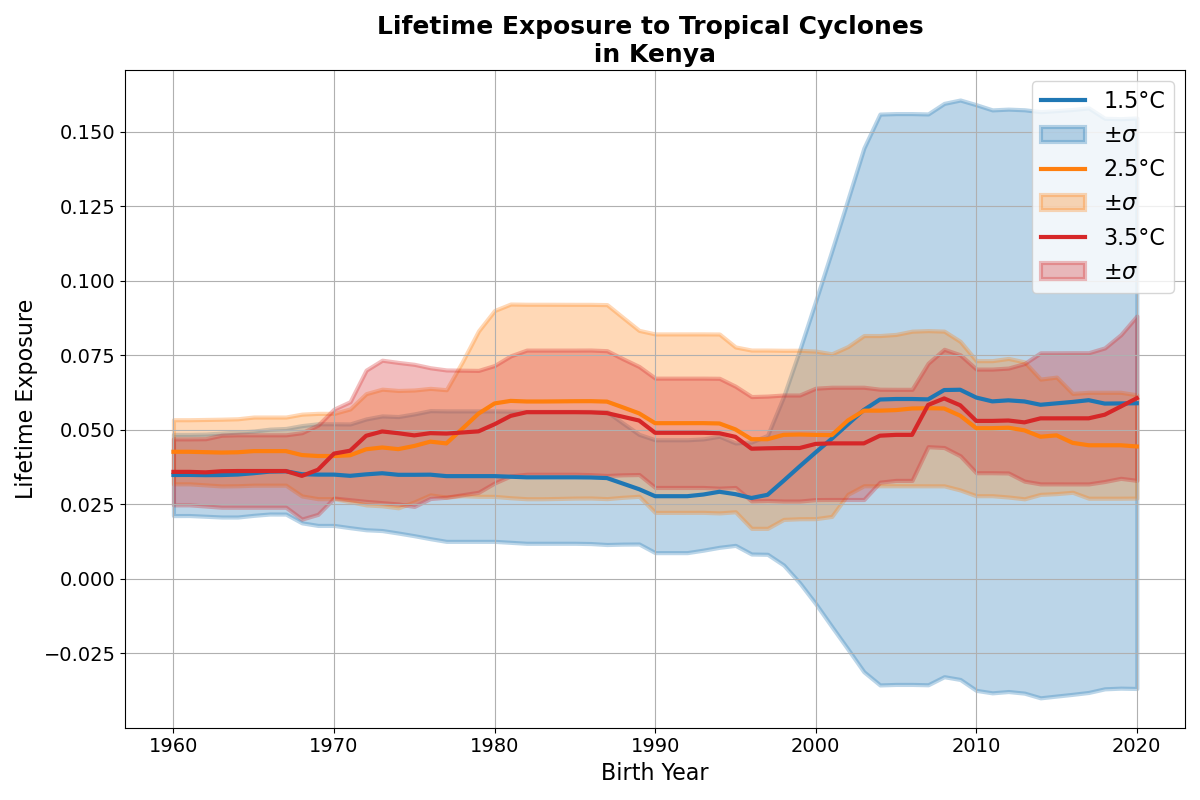 Lifetime Exposure to Tropical Cyclones
in Kenya
1.5°C
±σ
2.5°C
±σ
3.5°C
±σ
0.150
0.125
0.100
0.075
0.050
0.025
0.000
−0.025
Lifetime Exposure
1960
1970
1980
1990
2000
2010
2020
Birth Year